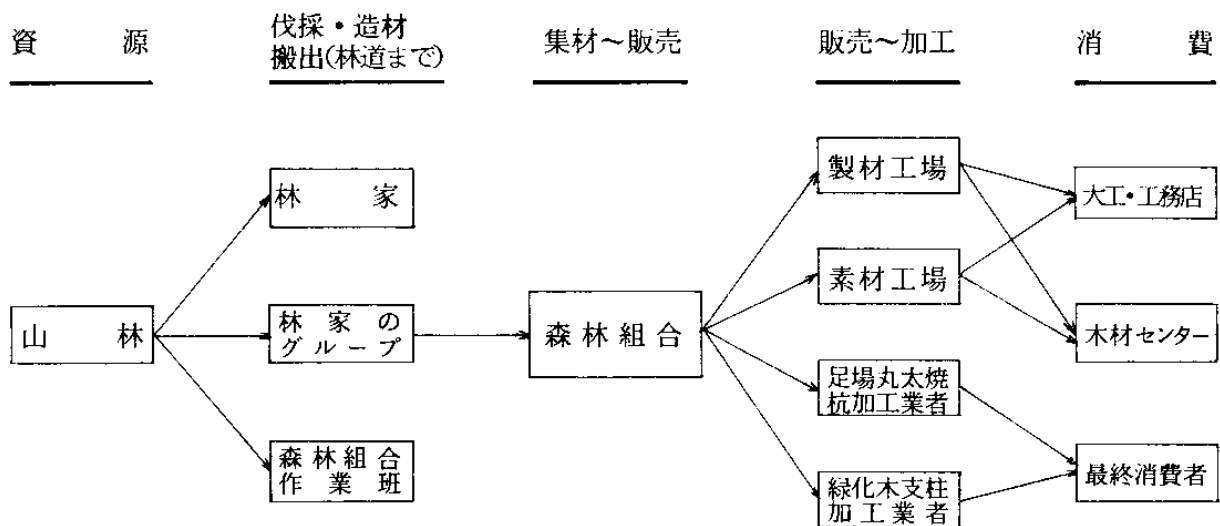 資源
伐採・造材
搬出(林道まで)
集材～販売
販売～加工
消費
山林
林家
林家の
グループ
森林組合
作業班
森林組合
製材工場
素材工場
足場丸太焼
杭加工業者
緑化木支柱
加工業者
大工・工務店
木材センター
最終消費者